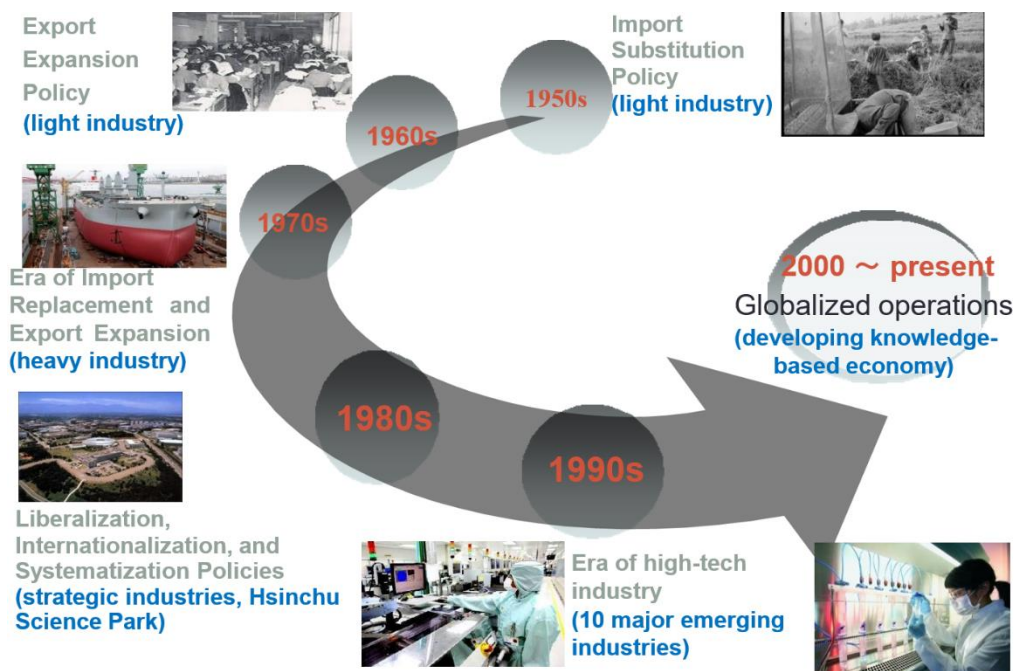 1950s
Import
Substitution
Policy
(light industry)
Export
Expansion
Policy
(light industry)
1960s
1970s
Era of Import
Replacement and
Export Expansion
(heavy industry)
1980s
Liberalization,
Internationalization, and
Systematization Policies
(strategic industries, Hsinchu
Science Park)
1990s
Era of high-tech
industry
(10 major emerging
industries)
2000 ～ present
Globalized operations
(developing knowledge-
based economy)